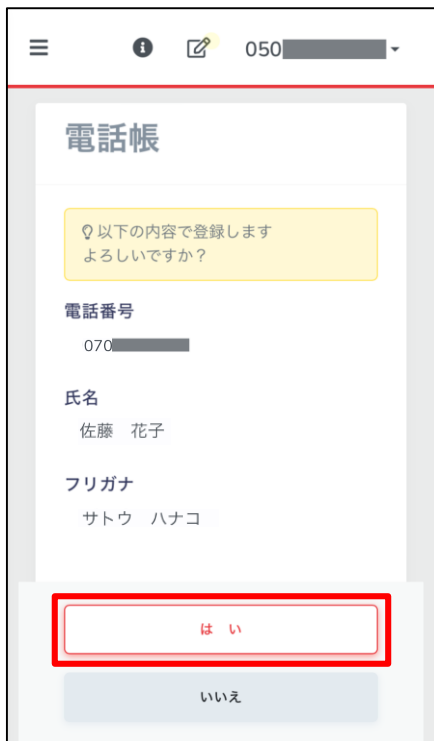 050
電話帳
以下の内容で登録します
よろしいですか？
電話番号
070
氏名
佐藤　花子
フリガナ
サトウ　ハナコ
は　い
いいえ